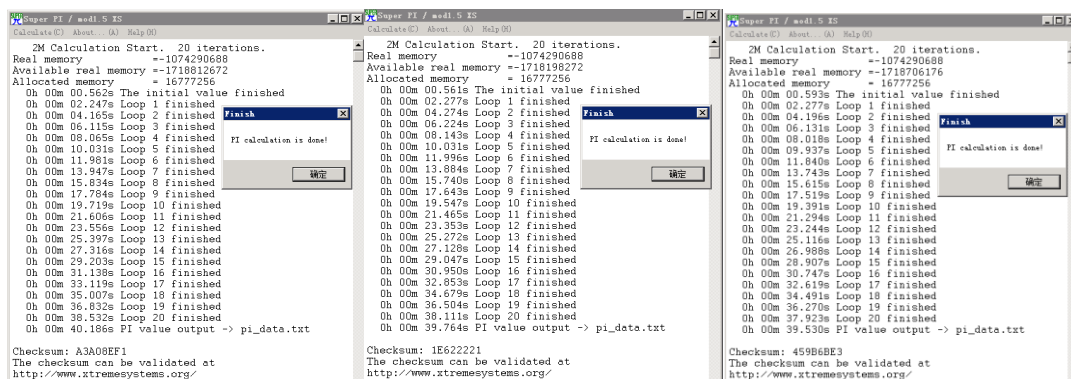 Super PI / mod1.5 XS
Calculate(C) About...(A) Help(H)
2M Calculation Start. 20 iterations.
Real memory =-1074290688
Available real memory =-1718812672
Allocated memory = 16777256
0h 00m 00.562s The initial value finished
0h 00m 02.247s Loop 1 finished
0h 00m 04.165s Loop 2 finished
0h 00m 06.115s Loop 3 finished
0h 00m 08.065s Loop 4 finished
0h 00m 10.031s Loop 5 finished
0h 00m 11.981s Loop 6 finished
0h 00m 13.947s Loop 7 finished
0h 00m 15.834s Loop 8 finished
0h 00m 17.784s Loop 9 finished
0h 00m 19.719s Loop 10 finished
0h 00m 21.606s Loop 11 finished
0h 00m 23.556s Loop 12 finished
0h 00m 25.397s Loop 13 finished
0h 00m 27.316s Loop 14 finished
0h 00m 29.203s Loop 15 finished
0h 00m 31.138s Loop 16 finished
0h 00m 33.119s Loop 17 finished
0h 00m 35.007s Loop 18 finished
0h 00m 36.832s Loop 19 finished
0h 00m 38.532s Loop 20 finished
0h 00m 40.186s PI value output -> pi_data.txt
Checksum: A3A08EF1
The checksum can be validated at
http://www.xtremesystems.org/
Finish
PI calculation is done!
确定
Super PI / mod1.5 XS
Calculate(C) About...(A) Help(H)
2M Calculation Start. 20 iterations.
Real memory =-1074290688
Available real memory =-1718198272
Allocated memory = 16777256
0h 00m 00.561s The initial value finished
0h 00m 02.277s Loop 1 finished
0h 00m 04.274s Loop 2 finished
0h 00m 06.224s Loop 3 finished
0h 00m 08.143s Loop 4 finished
0h 00m 10.031s Loop 5 finished
0h 00m 11.996s Loop 6 finished
0h 00m 13.884s Loop 7 finished
0h 00m 15.740s Loop 8 finished
0h 00m 17.643s Loop 9 finished
0h 00m 19.547s Loop 10 finished
0h 00m 21.465s Loop 11 finished
0h 00m 23.353s Loop 12 finished
0h 00m 25.272s Loop 13 finished
0h 00m 27.128s Loop 14 finished
0h 00m 29.047s Loop 15 finished
0h 00m 30.950s Loop 16 finished
0h 00m 32.853s Loop 17 finished
0h 00m 34.679s Loop 18 finished
0h 00m 36.504s Loop 19 finished
0h 00m 38.111s Loop 20 finished
0h 00m 39.764s PI value output -> pi_data.txt
Checksum: 1E622221
The checksum can be validated at
http://www.xtremesystems.org/
Finish
PI calculation is done!
确定
Super PI / mod1.5 XS
Calculate(C) About...(A) Help(H)
2M Calculation Start. 20 iterations.
Real memory =-1074290688
Available real memory =-1718706176
Allocated memory = 16777256
0h 00m 00.593s The initial value finished
0h 00m 02.277s Loop 1 finished
0h 00m 04.196s Loop 2 finished
0h 00m 06.131s Loop 3 finished
0h 00m 08.018s Loop 4 finished
0h 00m 09.937s Loop 5 finished
0h 00m 11.840s Loop 6 finished
0h 00m 13.743s Loop 7 finished
0h 00m 15.615s Loop 8 finished
0h 00m 17.519s Loop 9 finished
0h 00m 19.391s Loop 10 finished
0h 00m 21.294s Loop 11 finished
0h 00m 23.244s Loop 12 finished
0h 00m 25.116s Loop 13 finished
0h 00m 26.988s Loop 14 finished
0h 00m 28.907s Loop 15 finished
0h 00m 30.747s Loop 16 finished
0h 00m 32.619s Loop 17 finished
0h 00m 34.491s Loop 18 finished
0h 00m 36.270s Loop 19 finished
0h 00m 37.923s Loop 20 finished
0h 00m 39.530s PI value output -> pi_data.txt
Checksum: 459B6BE3
The checksum can be validated at
http://www.xtremesystems.org/
Finish
PI calculation is done!
确定